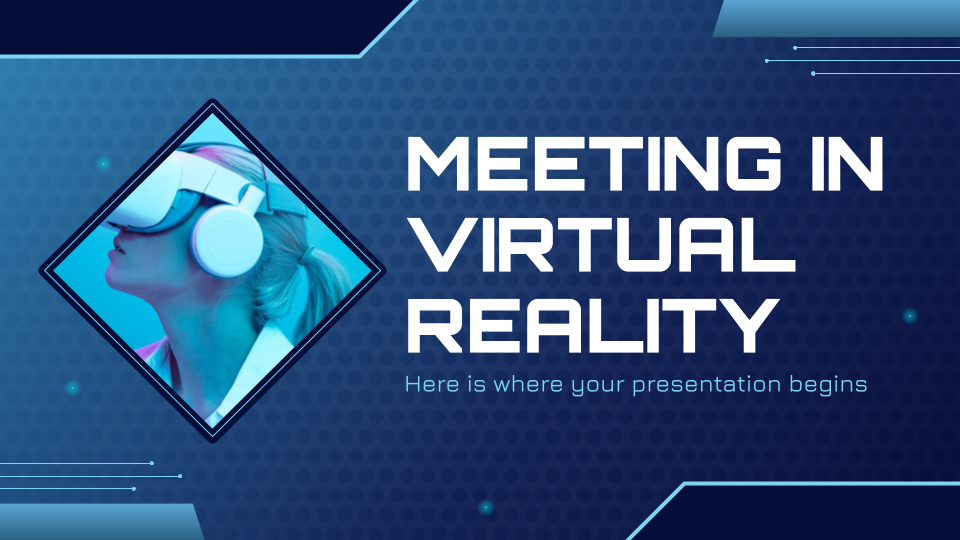 MEETING IN
VIRTUAL
REALITY
Here is where your presentation begins